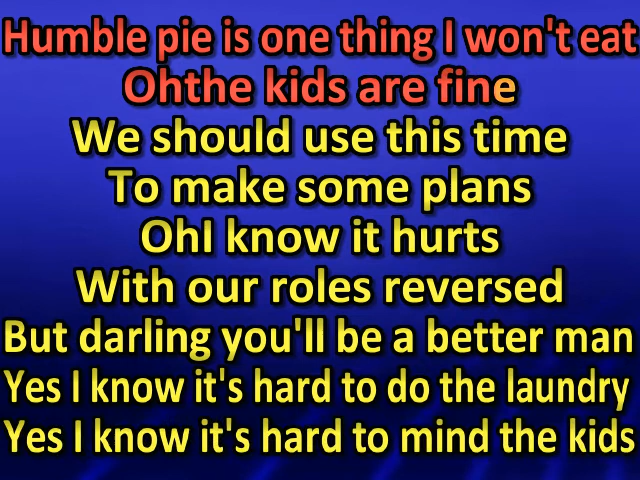 Humble pie is one thing I won't eat
Ohthe kids are fine
We should use this time
To make some plans
OhI know it hurts
With our roles reversed
But darling you'll be a better man
Yes I know it's hard to do the laundry
Yes I know it's hard to mind the kids